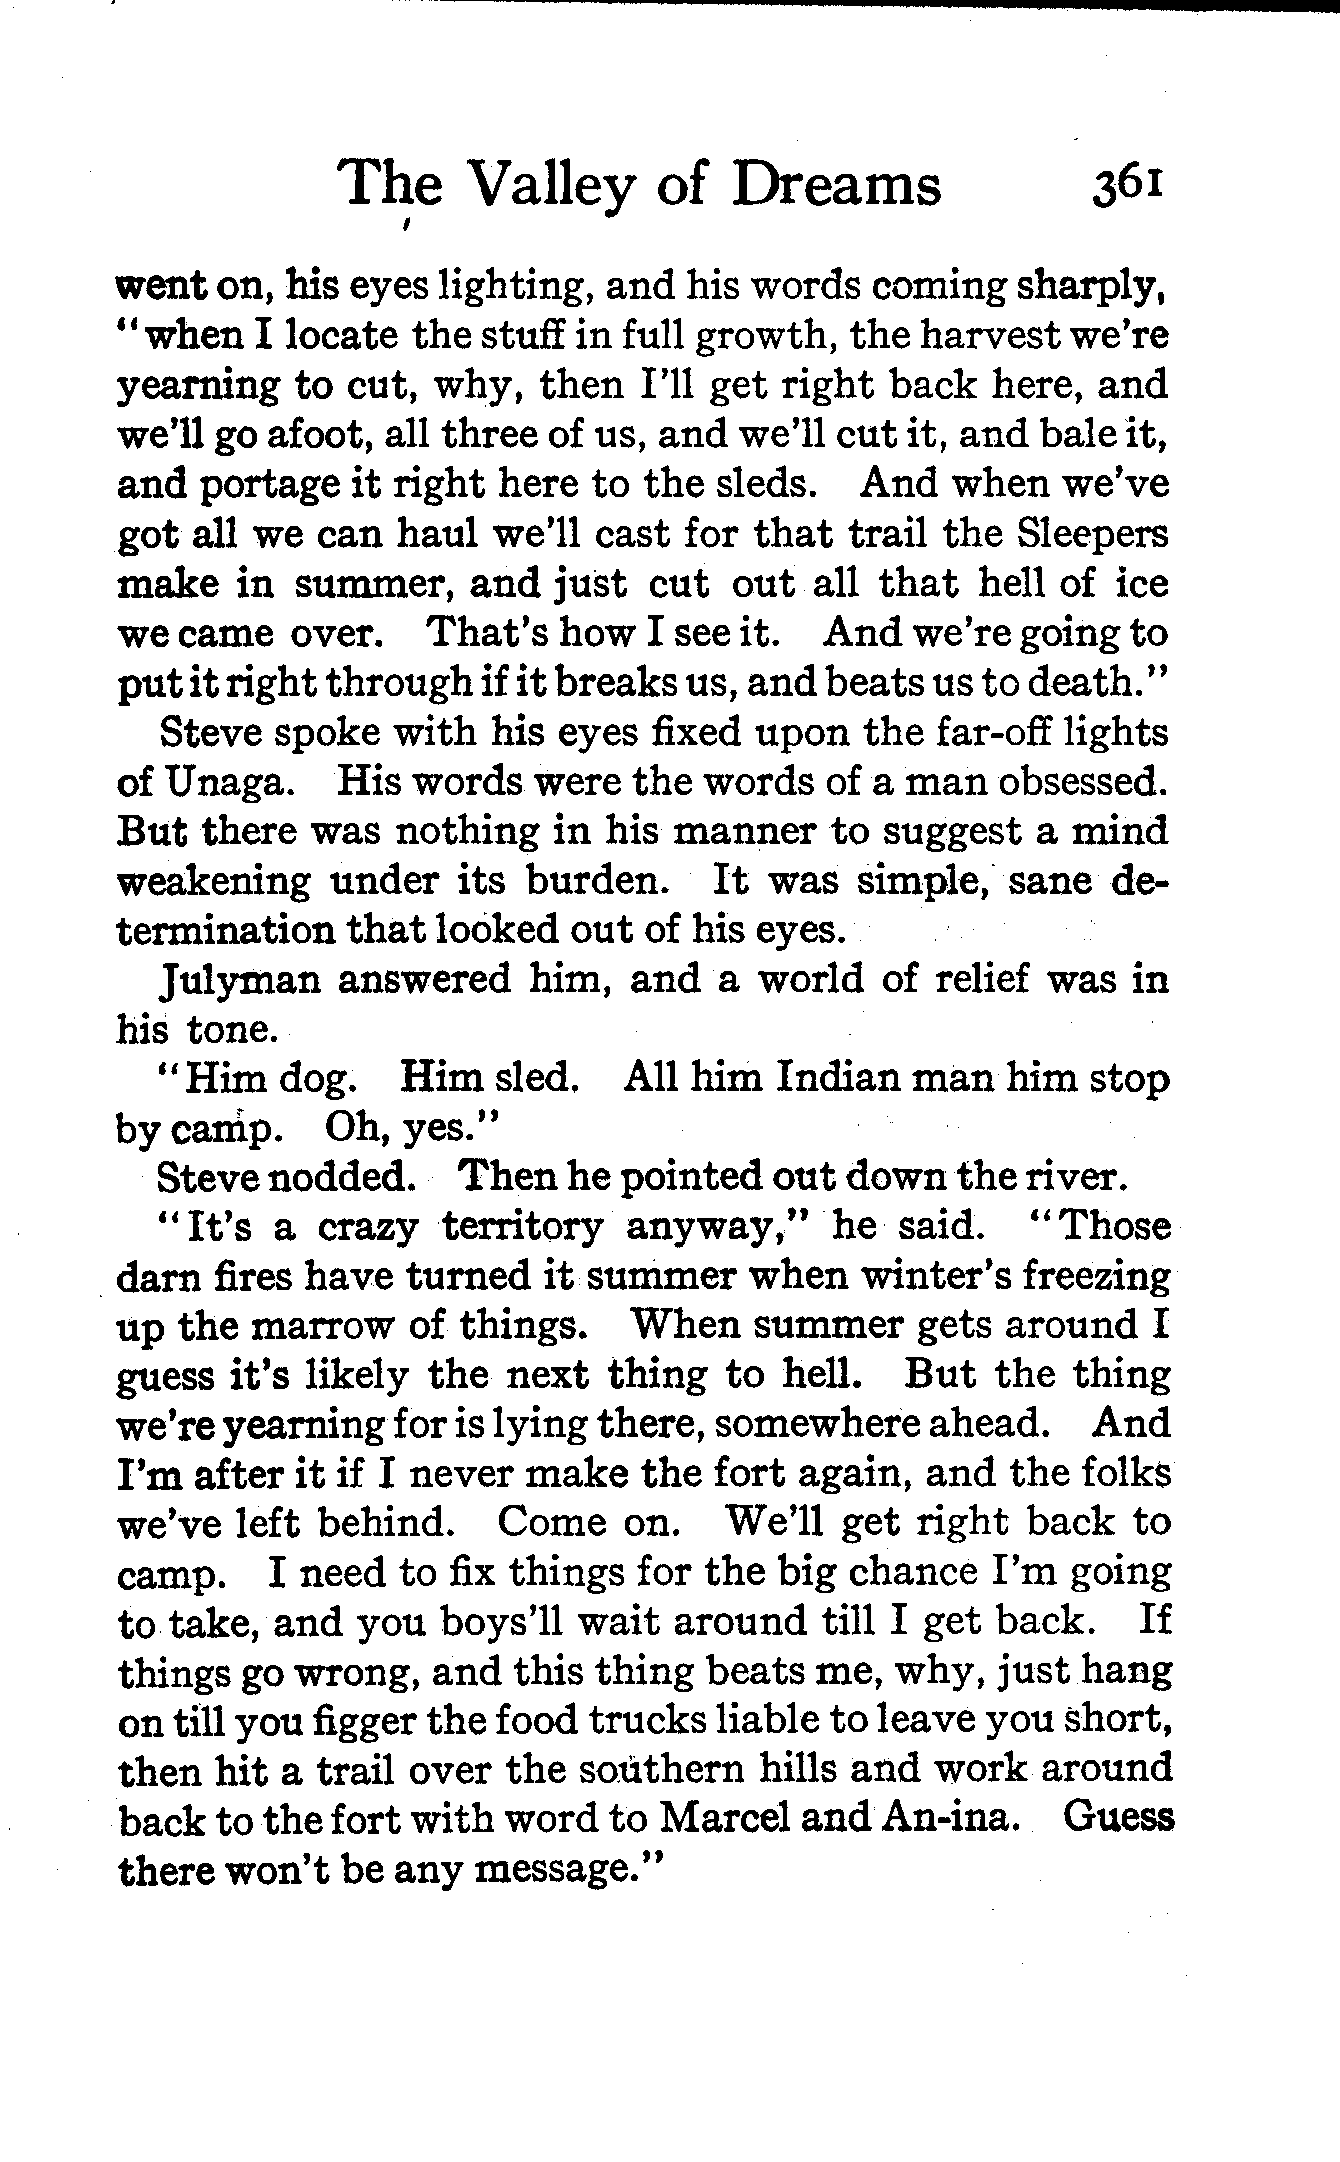 The Valley of Dreams 361
went on, his eyes lighting, and his words coming sharply,
“when I locate the stuff in full growth, the harvest we're
yearning to cut, why, then I'll get right back here, and
we'll go afoot, all three of us, and we'll cut it, and bale it,
and portage it right here to the sleds. And when we've
got all we can haul we'll cast for that trail the Sleepers
make in summer, and just cut out all that hell of ice
we came over. That's how I see it. And we're going to
put it right through if it breaks us, and beats us to death.”
Steve spoke with his eyes fixed upon the far-off lights
of Unaga. His words were the words of a man obsessed.
But there was nothing in his manner to suggest a mind
weakening under its burden. It was simple, sane de-
termination that looked out of his eyes.
Julyman answered him, and a world of relief was in
his tone.
“Him dog. Him sled. All him Indian man him stop
by camp. Oh, yes.”
Steve nodded. Then he pointed out down the river.
“It's a crazy territory anyway,” he said. “Those
darn fires have turned it summer when winter's freezing
up the marrow of things. When summer gets around I
guess it's likely the next thing to hell. But the thing
we're yearning for is lying there, somewhere ahead. And
I'm after it if I never make the fort again, and the folks
we've left behind. Come on. We'll get right back to
camp. I need to fix things for the big chance I'm going
to take, and you boys'll wait around till I get back. If
things go wrong, and this thing beats me, why, just hang
on till you figger the food trucks liable to leave you short,
then hit a trail over the southern hills and work around
back to the fort with word to Marcel and An-ina. Guess
there won't be any message.”